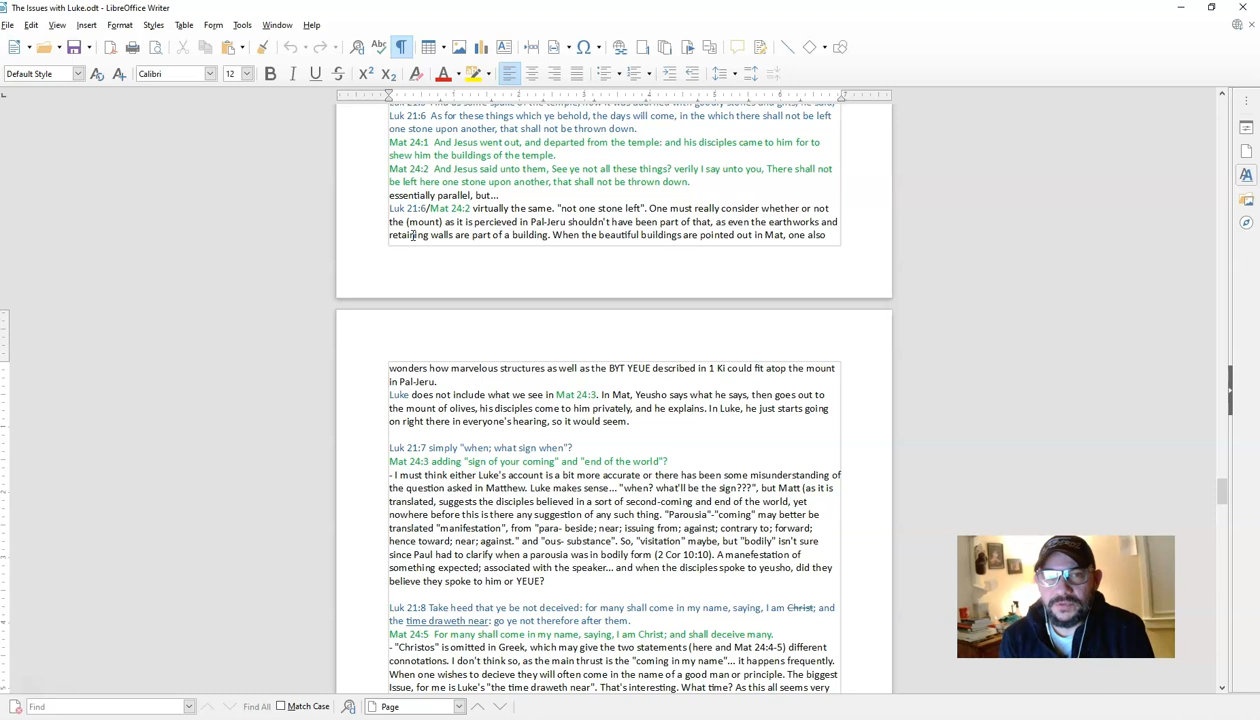 The Issues with Luke.odt - LibreOffice Writer
File Edit View Insert Format Styles Table Form Tools Window Help
Default Style Calibri 12
Luk 21:6 As for these things which ye behold, the days will come, in the which there shall not be left
one stone upon another, that shall not be thrown down.
Mat 24:1 And Jesus went out, and departed from the temple: and his disciples came to him for to
shew him the buildings of the temple.
Mat 24:2 And Jesus said unto them, See ye not all these things? verily I say unto you, There shall not
be left here one stone upon another, that shall not be thrown down.
essentially parallel, but...
Luk 21:6/Mat 24:2 virtually the same. "not one stone left". One must really consider whether or not
the (mount) as it is percieved in Pal-Jeru shouldn't have been part of that, as even the earthworks and
retaining walls are part of a building. When the beautiful buildings are pointed out in Mat, one also
wonders how marvelous structures as well as the BYT YEUE described in 1 Ki could fit atop the mount
in Pal-Jeru.
Luke does not include what we see in Mat 24:3. In Mat, Yeusho says what he says, then goes out to
the mount of olives, his disciples come to him privately, and he explains. In Luke, he just starts going
on right there in everyone's hearing, so it would seem.
Luk 21:7 simply "when; what sign when"?
Mat 24:3 adding "sign of your coming" and "end of the world"?
- I must think either Luke's account is a bit more accurate or there has been some misunderstanding of
the question asked in Matthew. Luke makes sense... "when? what'll be the sign???", but Matt (as it is
translated, suggests the disciples believed in a sort of second-coming and end of the world, yet
nowhere before this is there any suggestion of any such thing. "Parousia"-"coming" may better be
translated "manifestation", from "para- beside; near; issuing from; against; contrary to; forward;
hence toward; near; against." and "ous- substance". So, "visitation" maybe, but "bodily" isn't sure
since Paul had to clarify when a parousia was in bodily form (2 Cor 10:10). A manefestation of
something expected; associated with the speaker... and when the disciples spoke to yeusho, did they
believe they spoke to him or YEUE?
Luk 21:8 Take heed that ye be not deceived: for many shall come in my name, saying, I am Christ; and
the time draweth near: go ye not therefore after them.
Mat 24:5 For many shall come in my name, saying, I am Christ; and shall deceive many.
- "Christos" is omitted in Greek, which may give the two statements (here and Mat 24:4-5) different
connotations. I don't think so, as the main thrust is the "coming in my name"... it happens frequently.
When one wishes to decieve they will often come in the name of a good man or principle. The biggest
Issue, for me is Luke's "the time draweth near". That's interesting. What time? As this all seems very
Find Find All Match Case Page